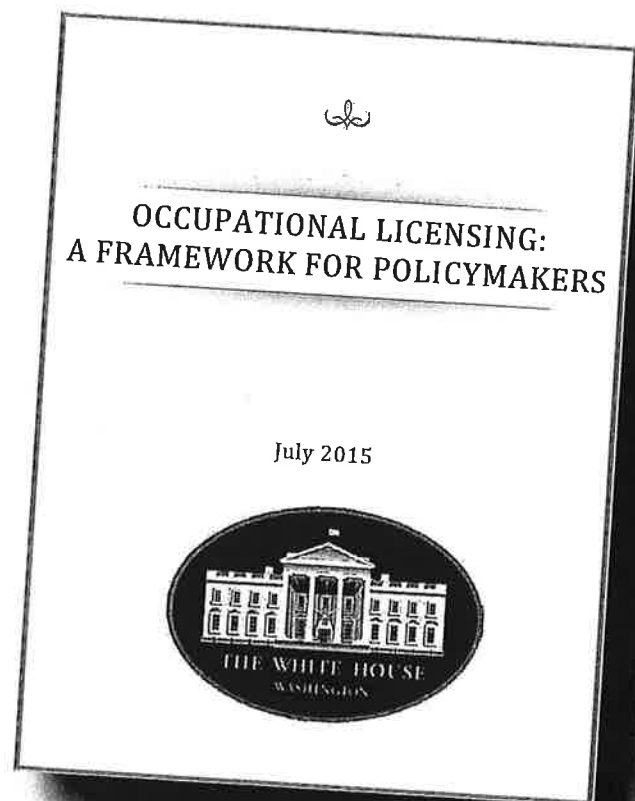 OCCUPATIONAL LICENSING:
A FRAMEWORK FOR POLICYMAKERS
July 2015
THE WHITE HOUSE
WASHINGTON